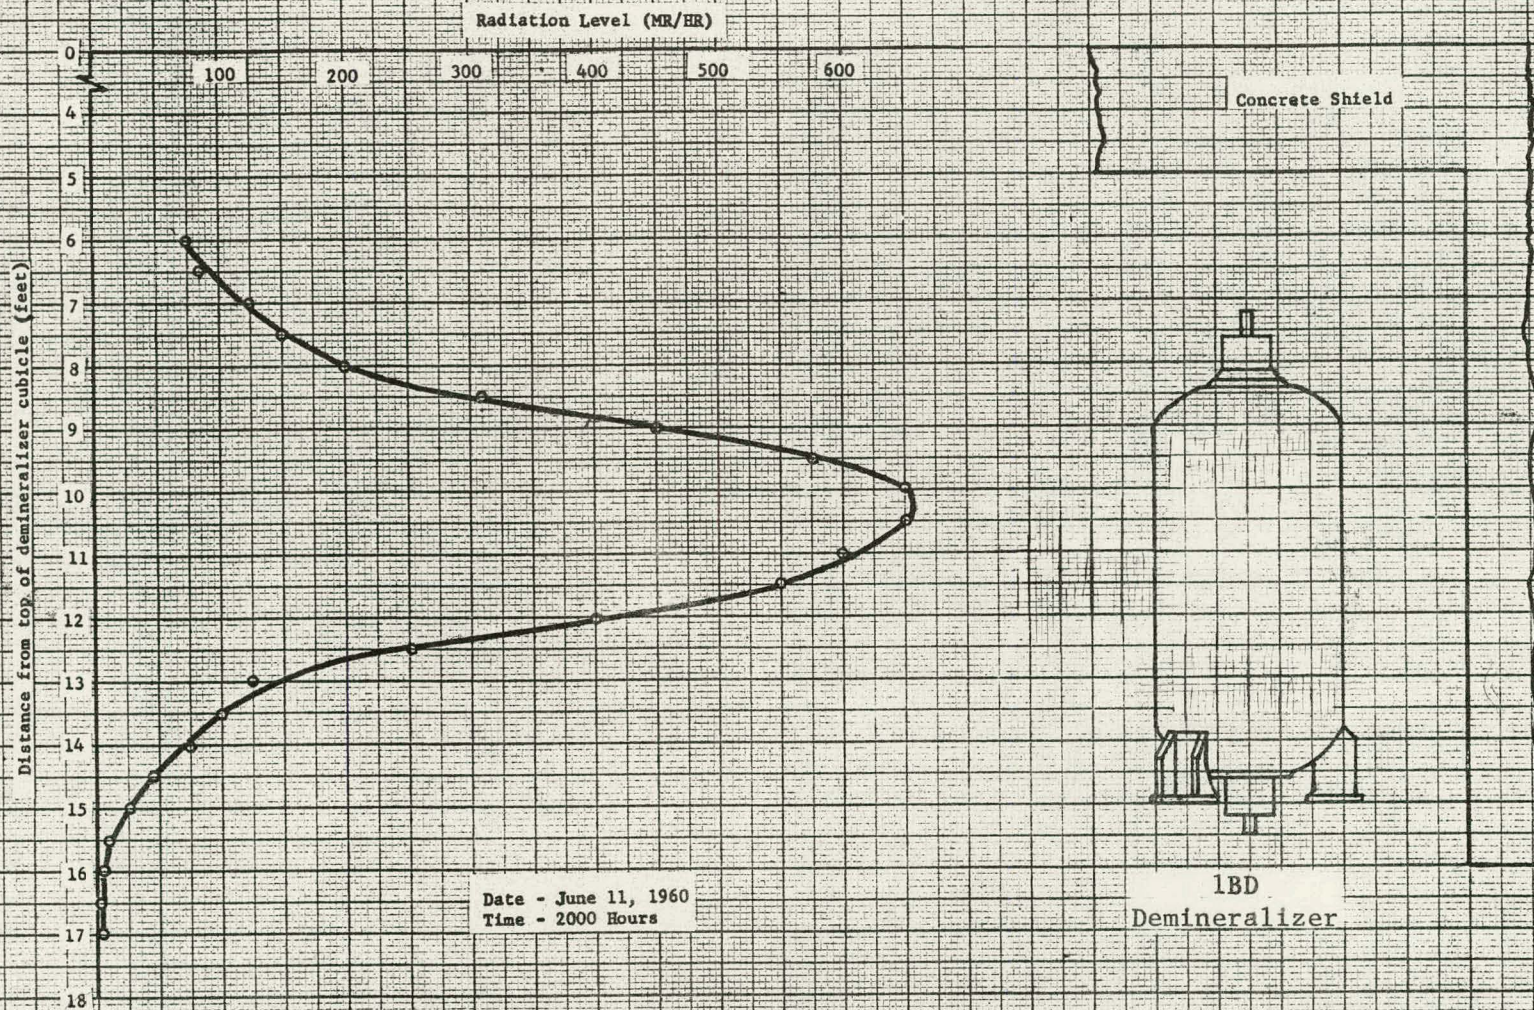 Radiation Level (MR/HR)
0
100 200 300 400 500 600
Concrete Shield
4
5
6
7
8
9
10
11
12
13
14
15
16
17
18
Distance from top of demineralizer cubicle (feet)
Date - June 11, 1960
Time - 2000 Hours
1BD
Demineralizer